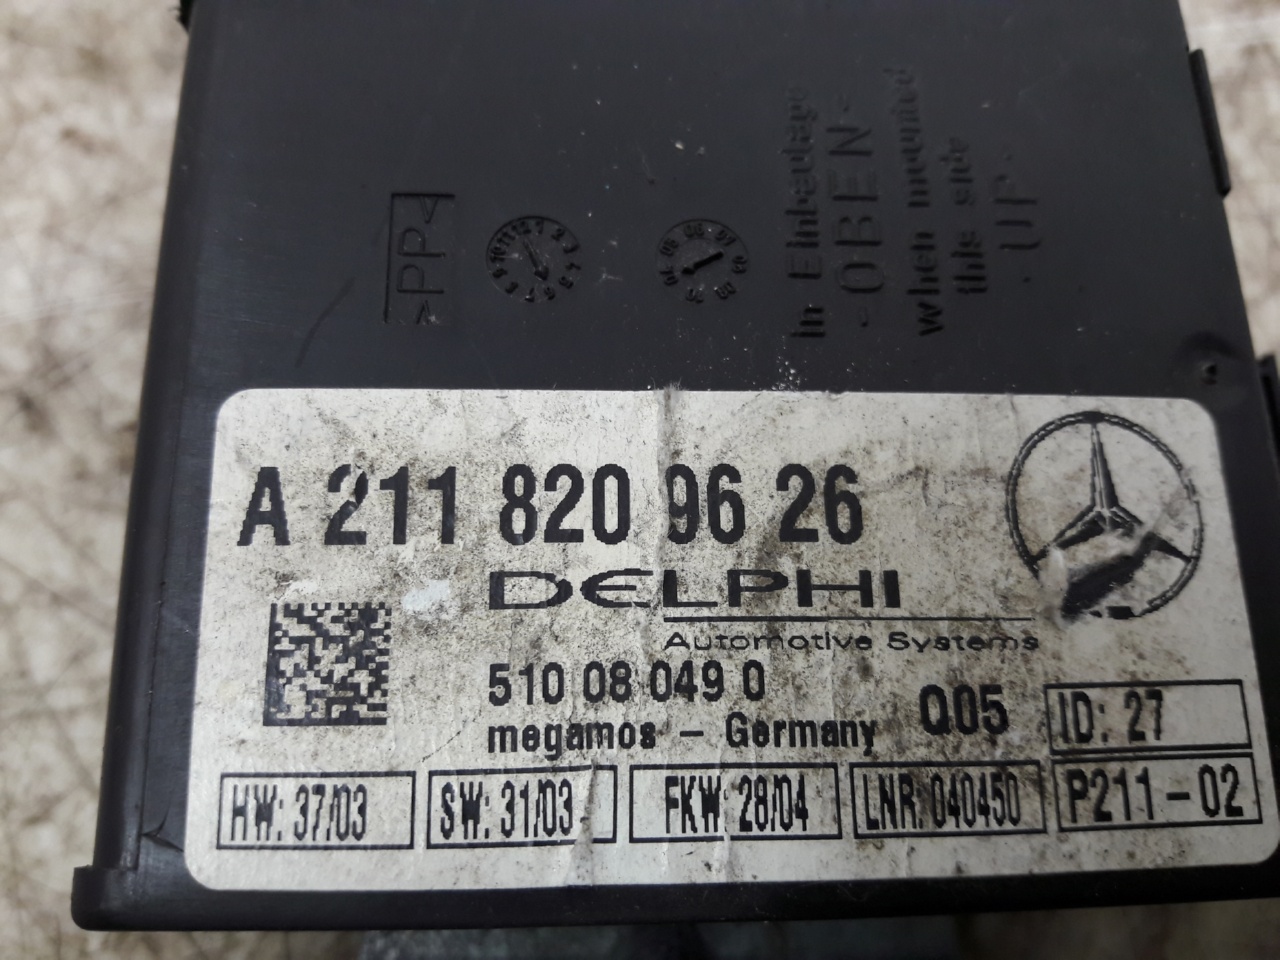 >PP<
in Einbaulage
-OBEN-
when mounted
this side
-UP-
A 211 820 96 26
DELPHI
Automotive Systems
510 08 049 0
megamos - Germany
Q05
ID: 27
HW: 37/03
SW: 31/03
FKW: 28/04
LNR: 040450
P211-02